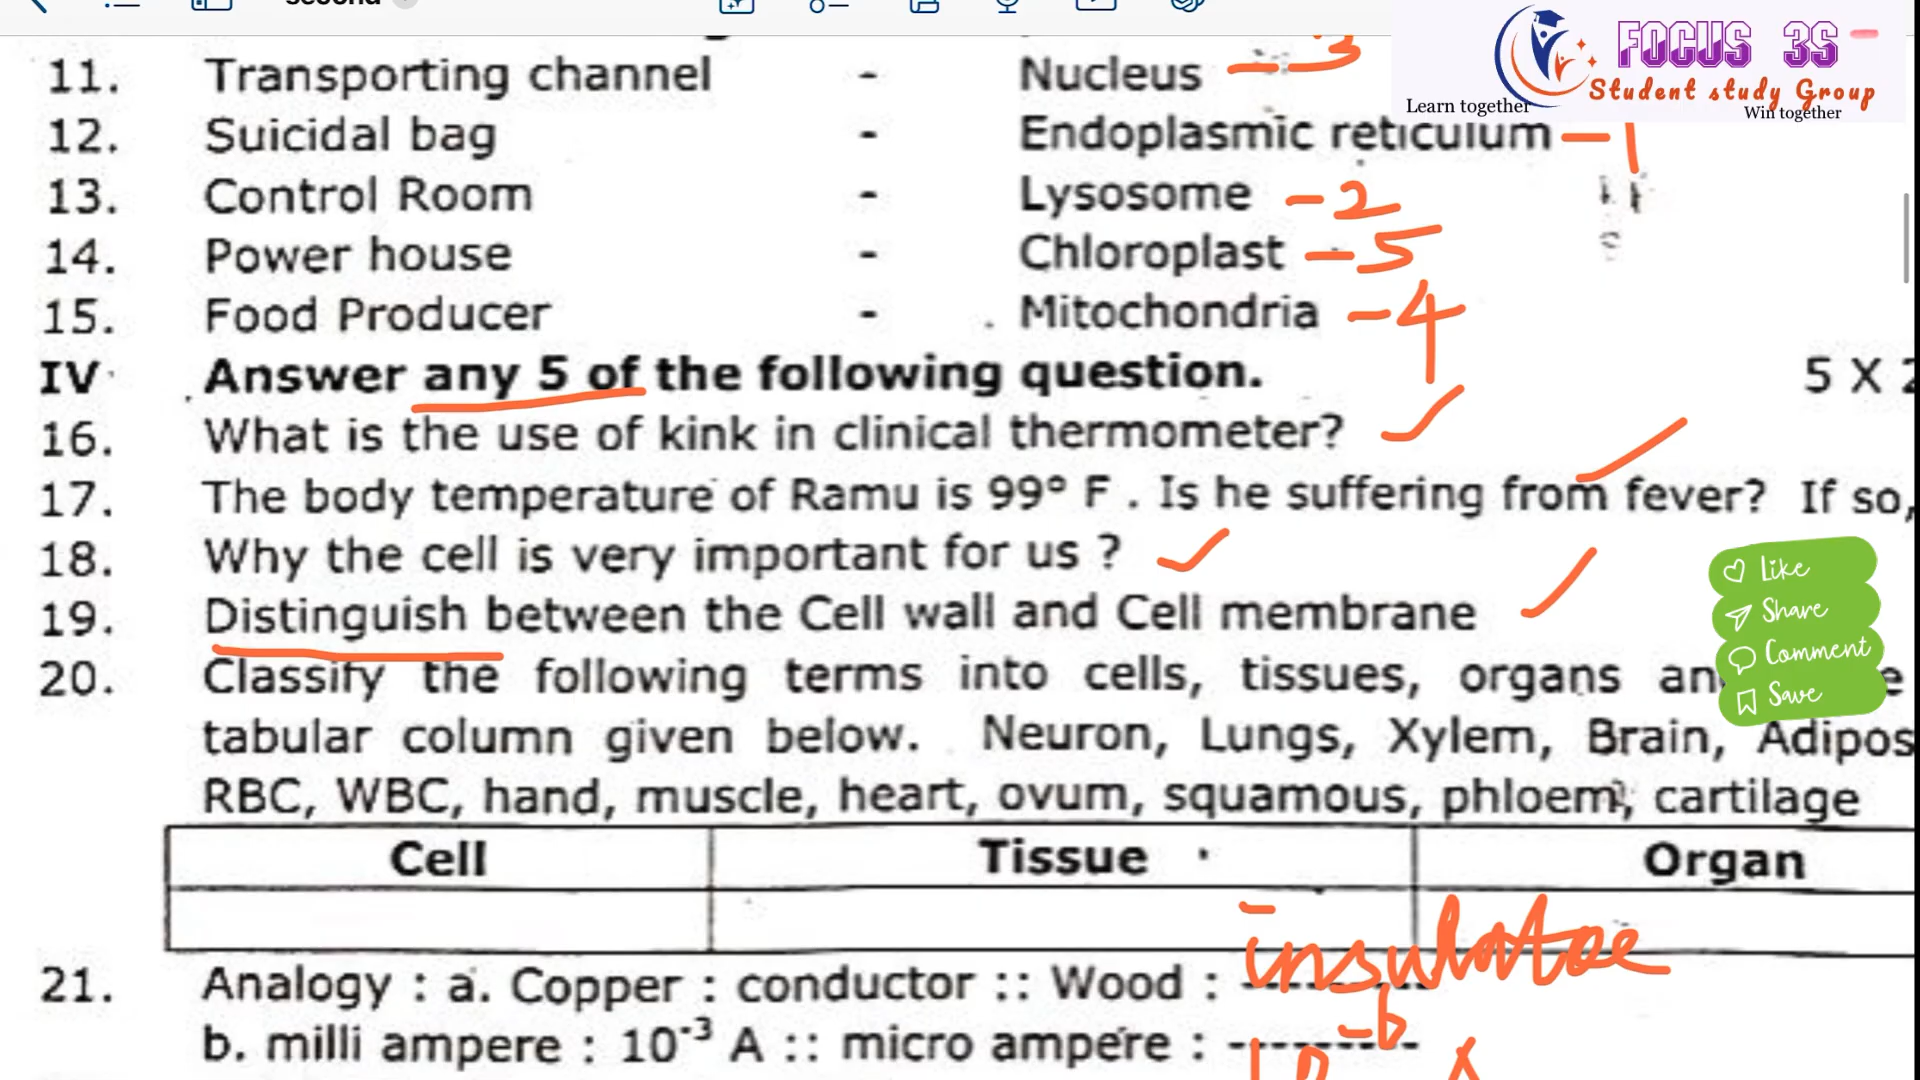 second
FOCUS 3S
Student study Group
Learn together
Win together
11. Transporting channel - Nucleus - 3
12. Suicidal bag - Endoplasmic reticulum - 1
13. Control Room - Lysosome - 2
14. Power house - Chloroplast - 5
15. Food Producer - Mitochondria - 4
IV Answer any 5 of the following question. 5 X 2
16. What is the use of kink in clinical thermometer?
17. The body temperature of Ramu is 99° F . Is he suffering from fever? If so,
18. Why the cell is very important for us ?
19. Distinguish between the Cell wall and Cell membrane
Like
Share
Comment
Save
20. Classify the following terms into cells, tissues, organs
tabular column given below. Neuron, Lungs, Xylem, Brain, Adipos
RBC, WBC, hand, muscle, heart, ovum, squamous, phloem, cartilage
Cell Tissue Organ
21. Analogy : a. Copper : conductor :: Wood : ---------
b. milli ampere : 10-3 A :: micro ampere : ---------